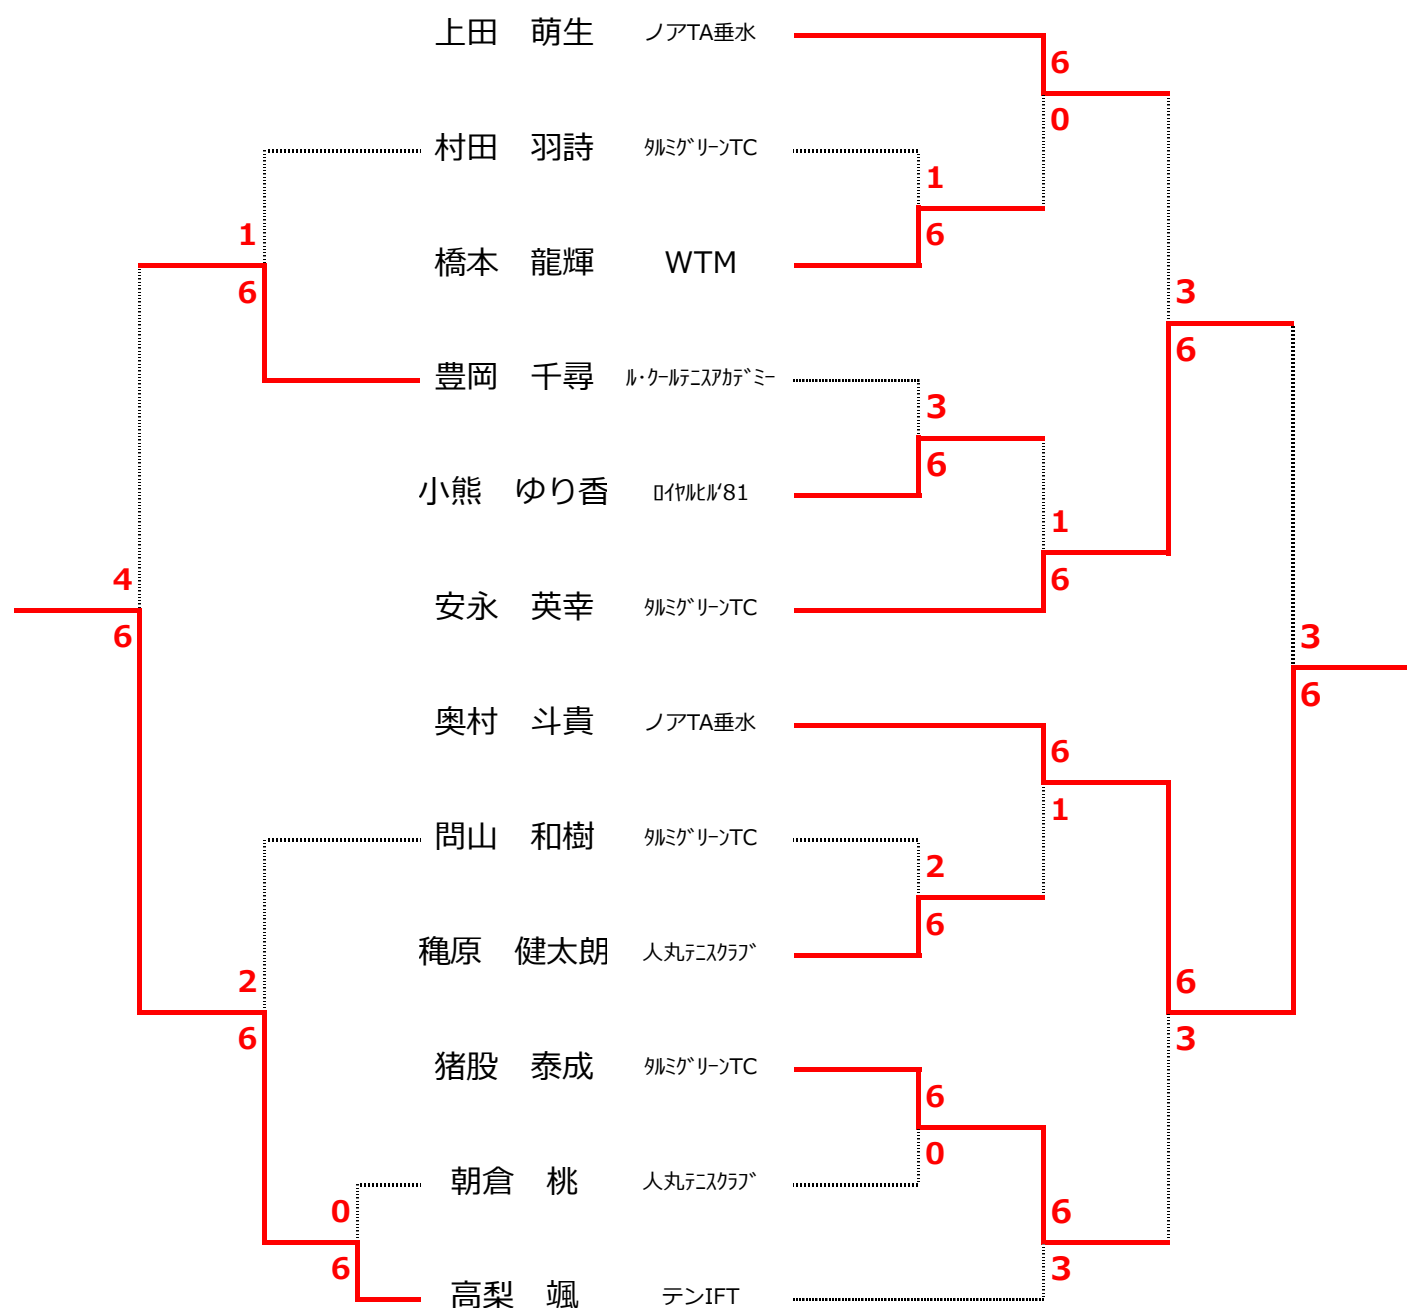 上田　萌生　ノアTA垂水
6
0
村田　羽詩　ﾀﾙﾐｸﾞﾘｰﾝTC
1
1
6
橋本　龍輝　WTM
6
3
6
豊岡　千尋　ﾙ･ｸｰﾙﾃﾆｽｱｶﾃﾞﾐｰ
3
6
小熊　ゆり香　ﾛｲﾔﾙﾋﾙ‘81
1
4
6
安永　英幸　ﾀﾙﾐｸﾞﾘｰﾝTC
6
3
6
奥村　斗貴　ノアTA垂水
6
1
問山　和樹　ﾀﾙﾐｸﾞﾘｰﾝTC
2
6
穐原　健太朗　人丸ﾃﾆｽｸﾗﾌﾞ
2
6
6
3
猪股　泰成　ﾀﾙﾐｸﾞﾘｰﾝTC
6
0
朝倉　桃　人丸ﾃﾆｽｸﾗﾌﾞ
0
6
6
3
高梨　颯　テンIFT